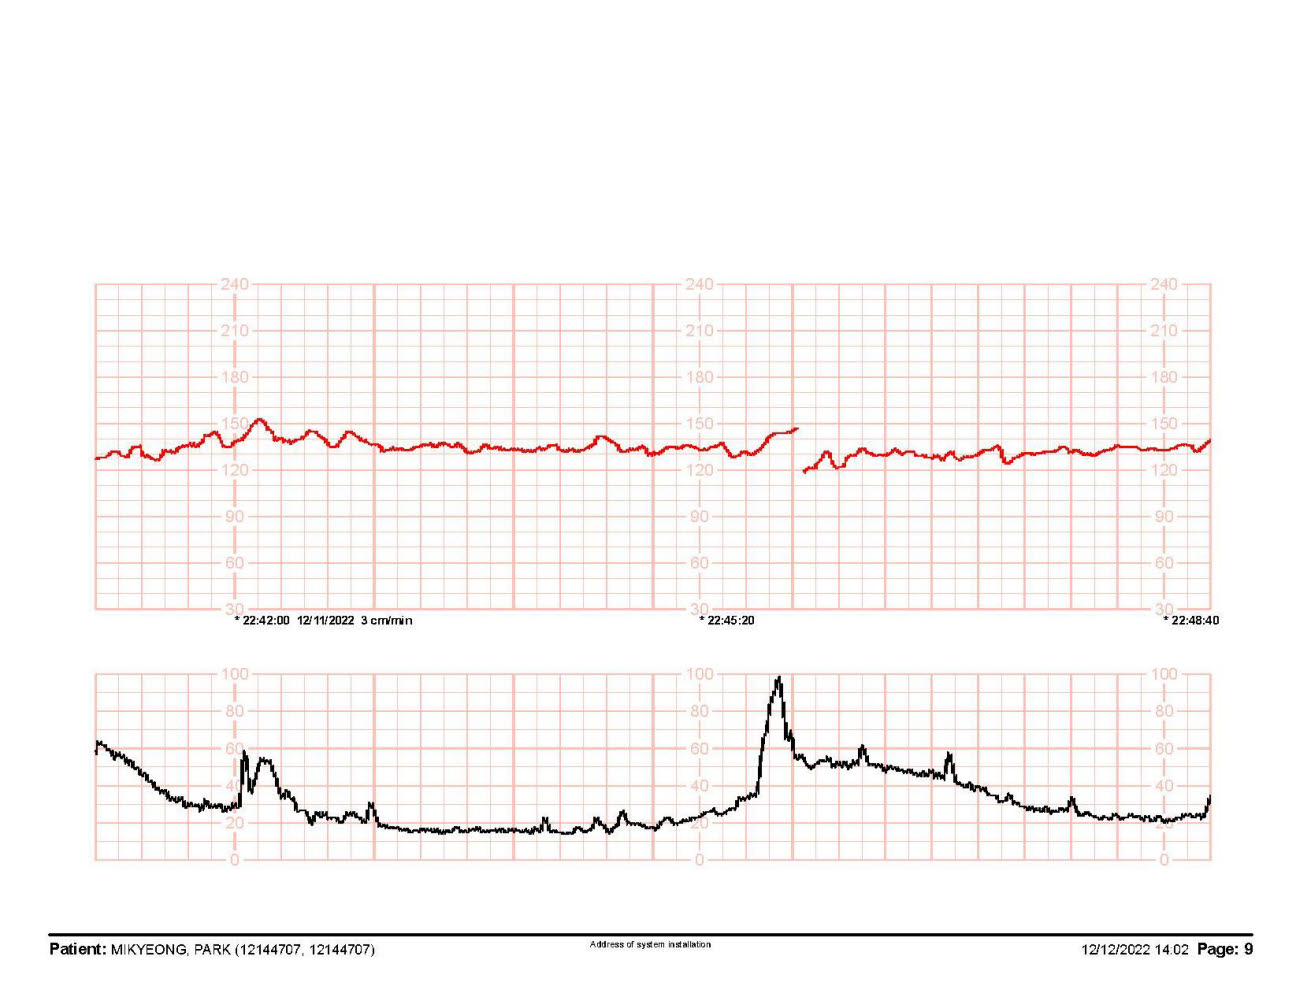 240 240 240
210 210 210
180 180 180
150 150 150
120 120 120
90 90 90
60 60 60
30 30 30
* 22:42:00 12/11/2022 3 cm/min * 22:45:20 * 22:48:40
100 100 100
80 80 80
60 60 60
40 40 40
20 20 20
0 0 0
Patient: MIKYEONG, PARK (12144707, 12144707) Address of system installation 12/12/2022 14:02 Page: 9